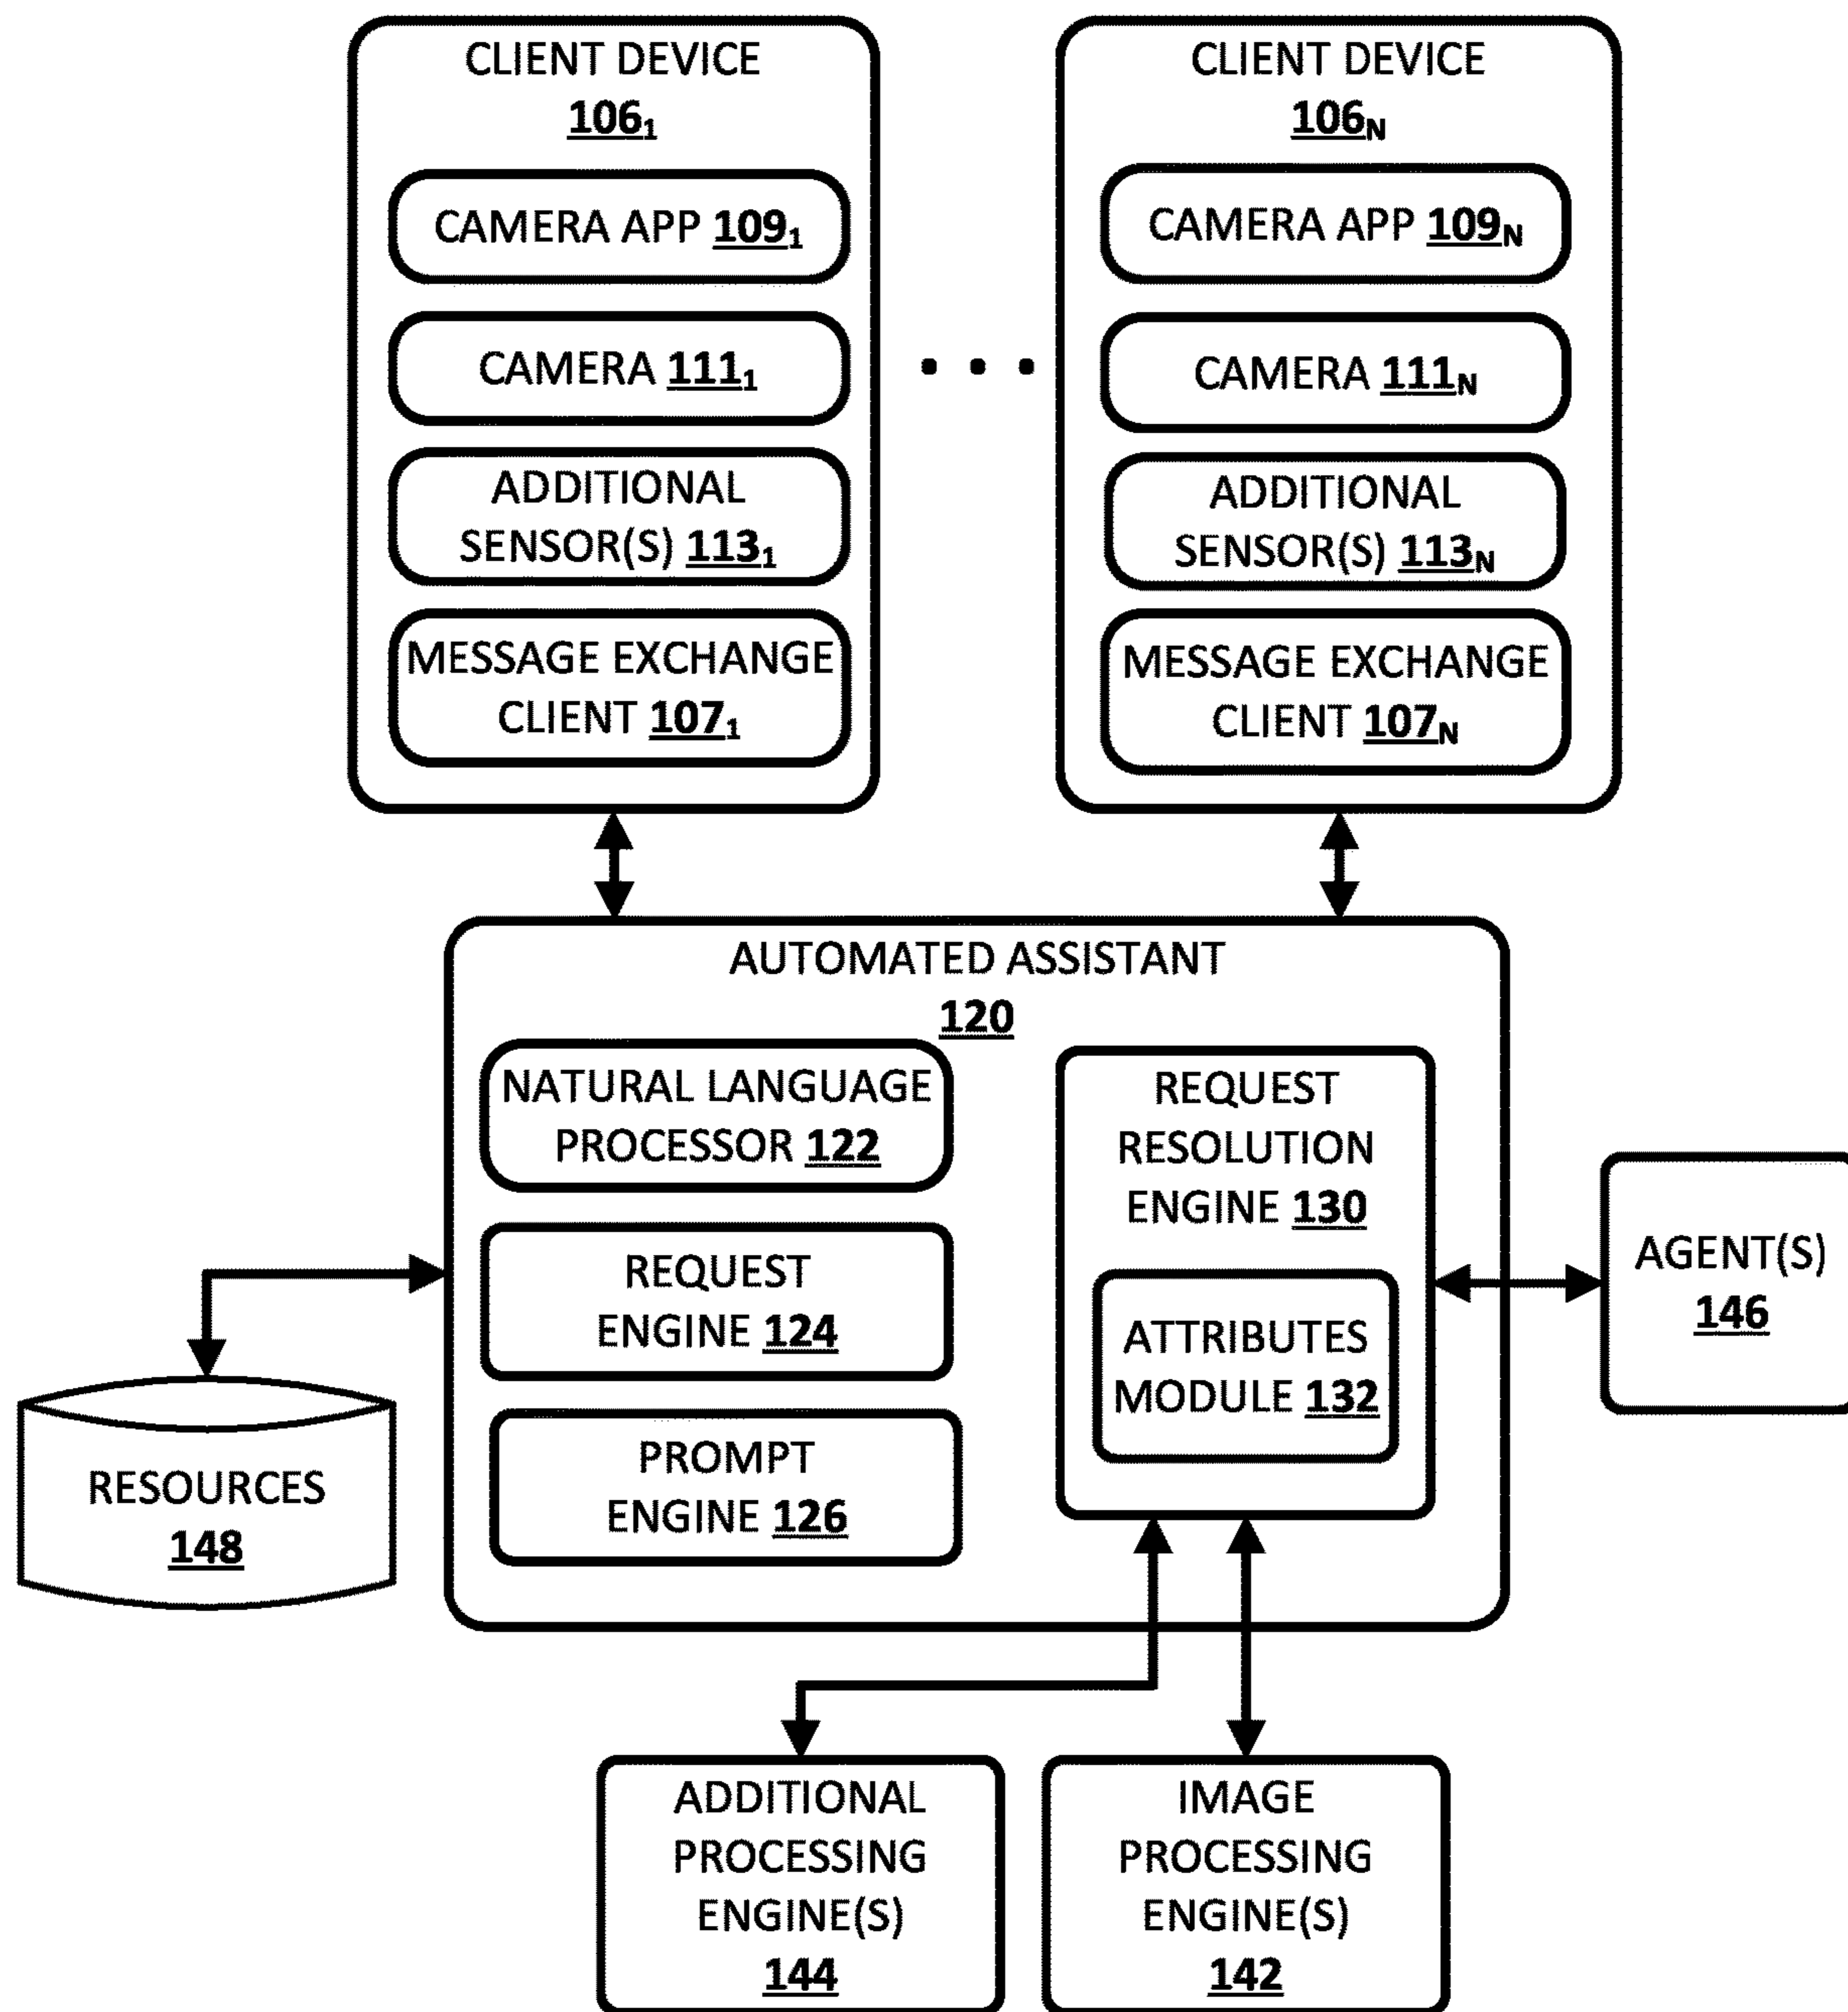 CLIENT DEVICE
106₁
CAMERA APP 109₁
CAMERA 111₁
ADDITIONAL
SENSOR(S) 113₁
MESSAGE EXCHANGE
CLIENT 107₁
CLIENT DEVICE
106N
CAMERA APP 109N
CAMERA 111N
ADDITIONAL
SENSOR(S) 113N
MESSAGE EXCHANGE
CLIENT 107N
AUTOMATED ASSISTANT
120
NATURAL LANGUAGE
PROCESSOR 122
REQUEST
ENGINE 124
PROMPT
ENGINE 126
REQUEST
RESOLUTION
ENGINE 130
ATTRIBUTES
MODULE 132
AGENT(S)
146
RESOURCES
148
ADDITIONAL
PROCESSING
ENGINE(S)
144
IMAGE
PROCESSING
ENGINE(S)
142